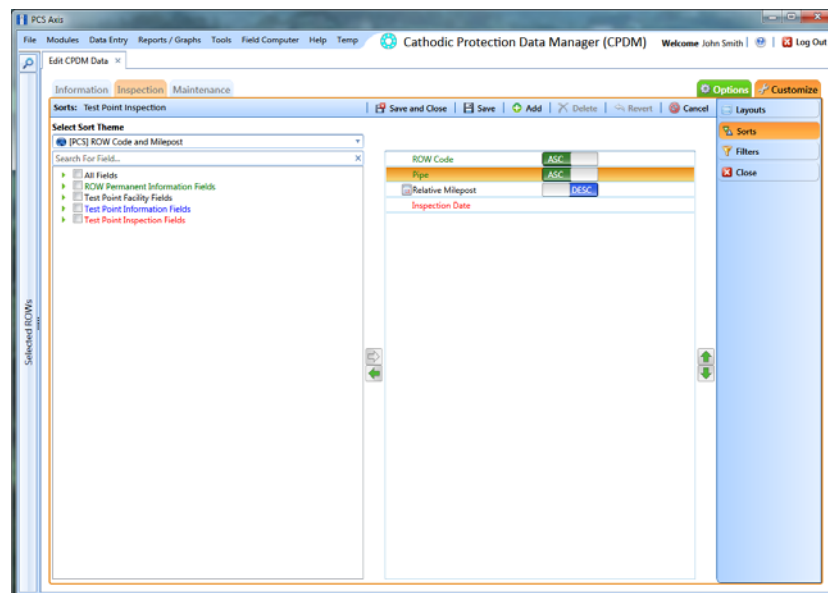 PCS Axis
File Modules Data Entry Reports / Graphs Tools Field Computer Help Temp Cathodic Protection Data Manager (CPDM) Welcome John Smith | | Log Out
Edit CPDM Data ×
Information Inspection Maintenance Options Customize
Sorts: Test Point Inspection | Save and Close | Save | Add | Delete | Revert | Cancel
Layouts
Select Sort Theme
Sorts
[PCS] ROW Code and Milepost
Filters
Search For Field...
ROW Code ASC
Close
All Fields
Pipe ASC
ROW Permanent Information Fields
Relative Milepost DESC
Test Point Facility Fields
Inspection Date
Test Point Information Fields
Test Point Inspection Fields
Selected ROWs